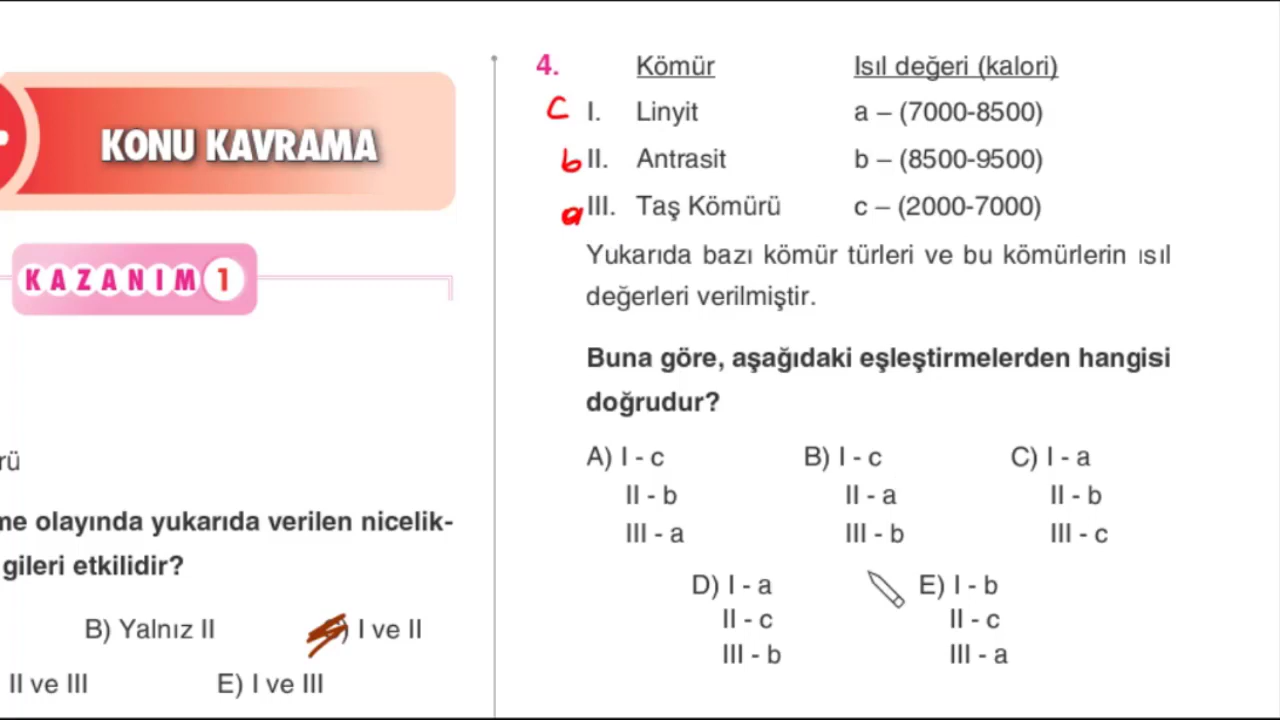 KONU KAVRAMA
KAZANIM 1
rü
me olayında yukarıda verilen nicelik-
gileri etkilidir?
B) Yalnız II
) I ve II
II ve III
E) I ve III
4. Kömür Isıl değeri (kalori)
c I. Linyit a – (7000-8500)
b II. Antrasit b – (8500-9500)
a III. Taş Kömürü c – (2000-7000)
Yukarıda bazı kömür türleri ve bu kömürlerin ısıl
değerleri verilmiştir.
Buna göre, aşağıdaki eşleştirmelerden hangisi
doğrudur?
A) I - c B) I - c C) I - a
II - b II - a II - b
III - a III - b III - c
D) I - a E) I - b
II - c II - c
III - b III - a